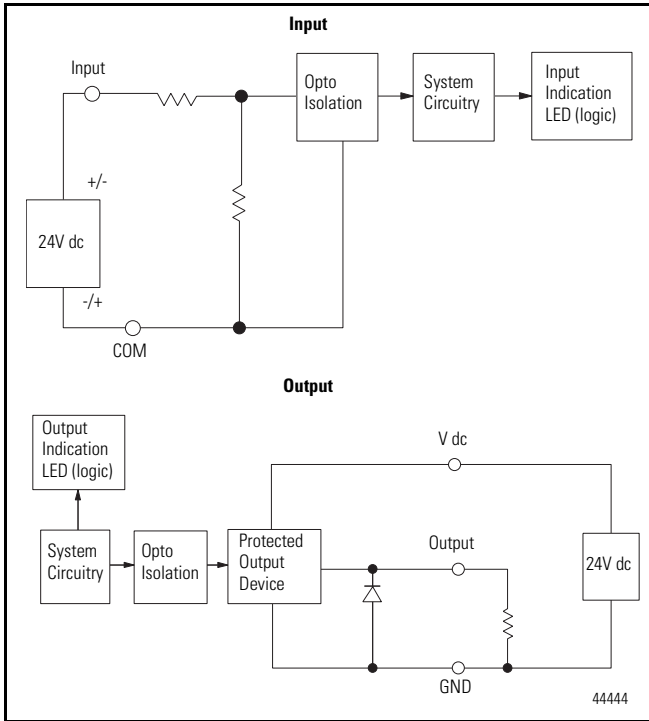 Input
Input
Opto
Isolation
System
Circuitry
Input
Indication
LED (logic)
+/-
24V dc
-/+
COM
Output
Output
Indication
LED (logic)
V dc
System
Circuitry
Opto
Isolation
Protected
Output
Device
Output
24V dc
GND
44444